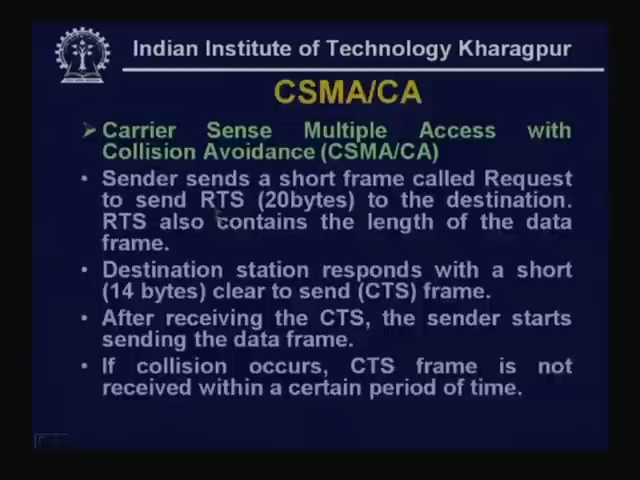 Indian Institute of Technology Kharagpur
CSMA/CA
Carrier Sense Multiple Access with
Collision Avoidance (CSMA/CA)
Sender sends a short frame called Request
to send RTS (20bytes) to the destination.
RTS also contains the length of the data
frame.
Destination station responds with a short
(14 bytes) clear to send (CTS) frame.
After receiving the CTS, the sender starts
sending the data frame.
If collision occurs, CTS frame is not
received within a certain period of time.